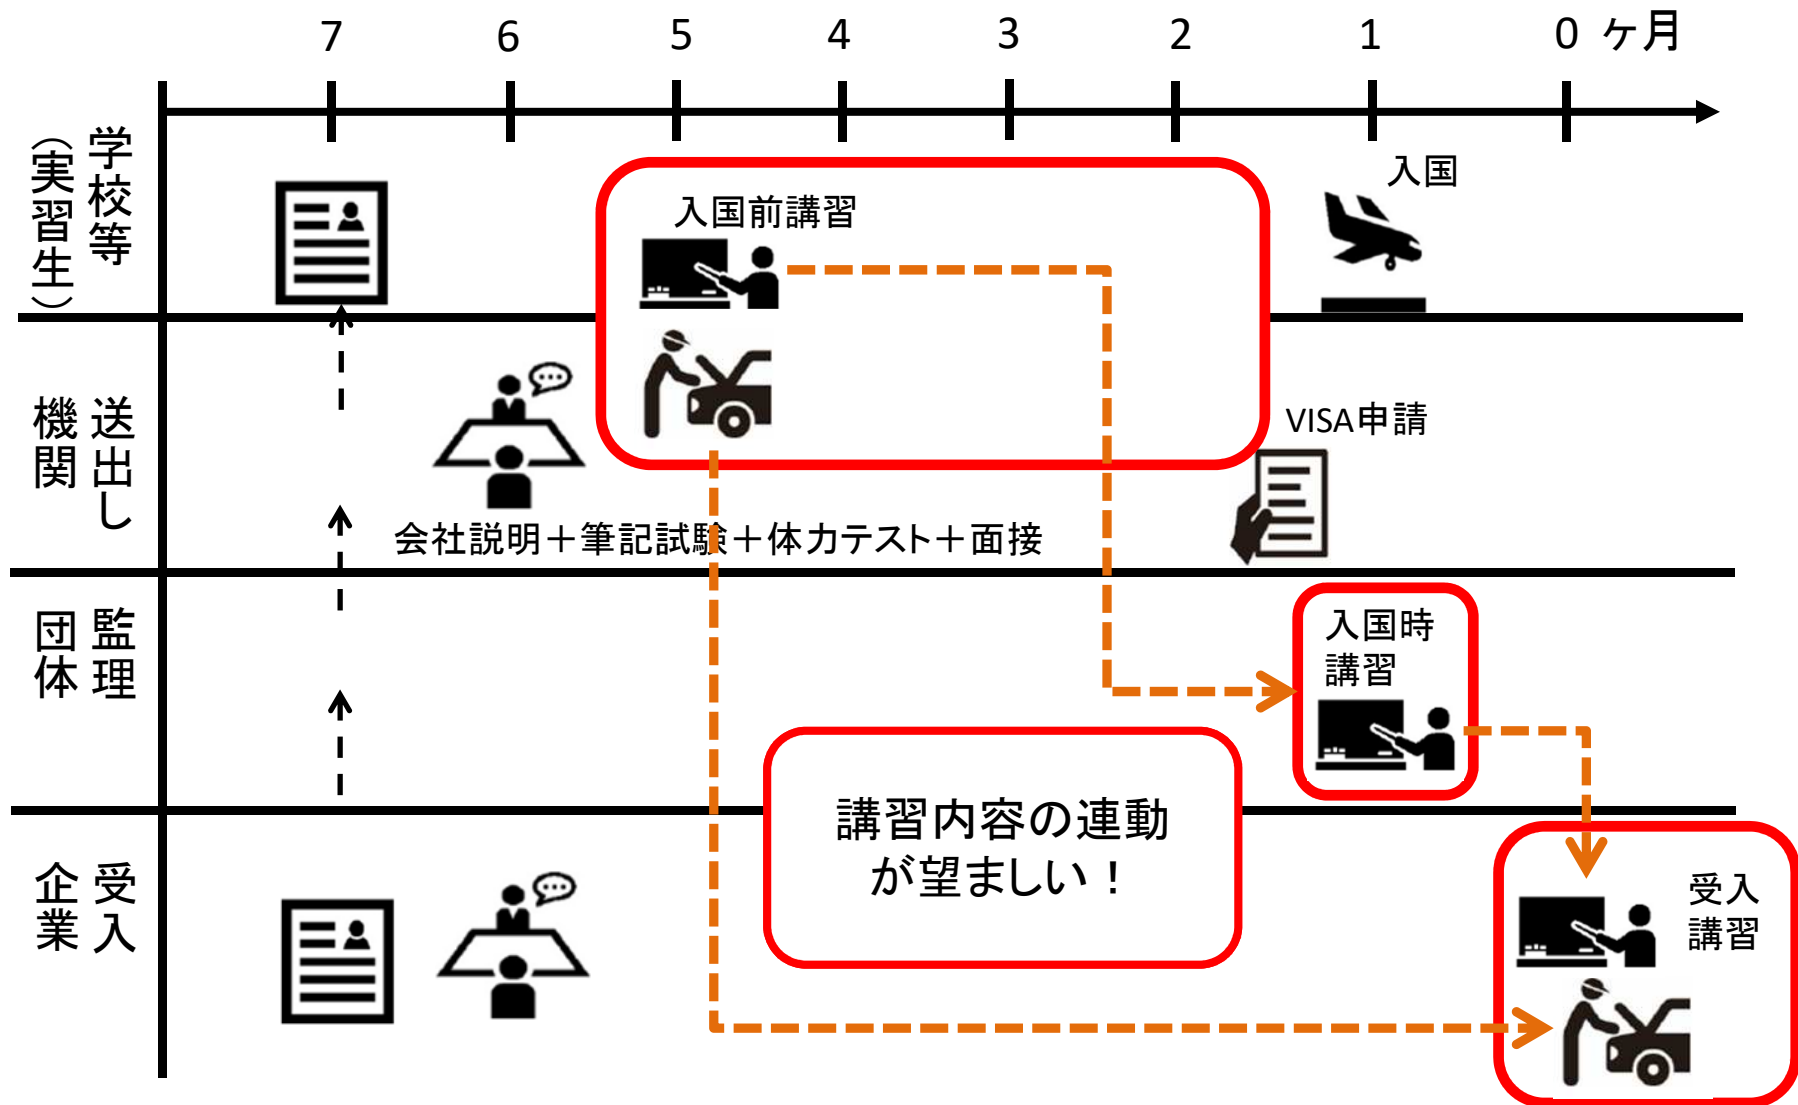 7 6 5 4 3 2 1 0 ヶ月
学校等
（実習生）
入国前講習
入国
送出し
機関
VISA申請
会社説明＋筆記試験＋体力テスト＋面接
監理
団体
入国時
講習
講習内容の連動
が望ましい！
受入
企業
受入
講習